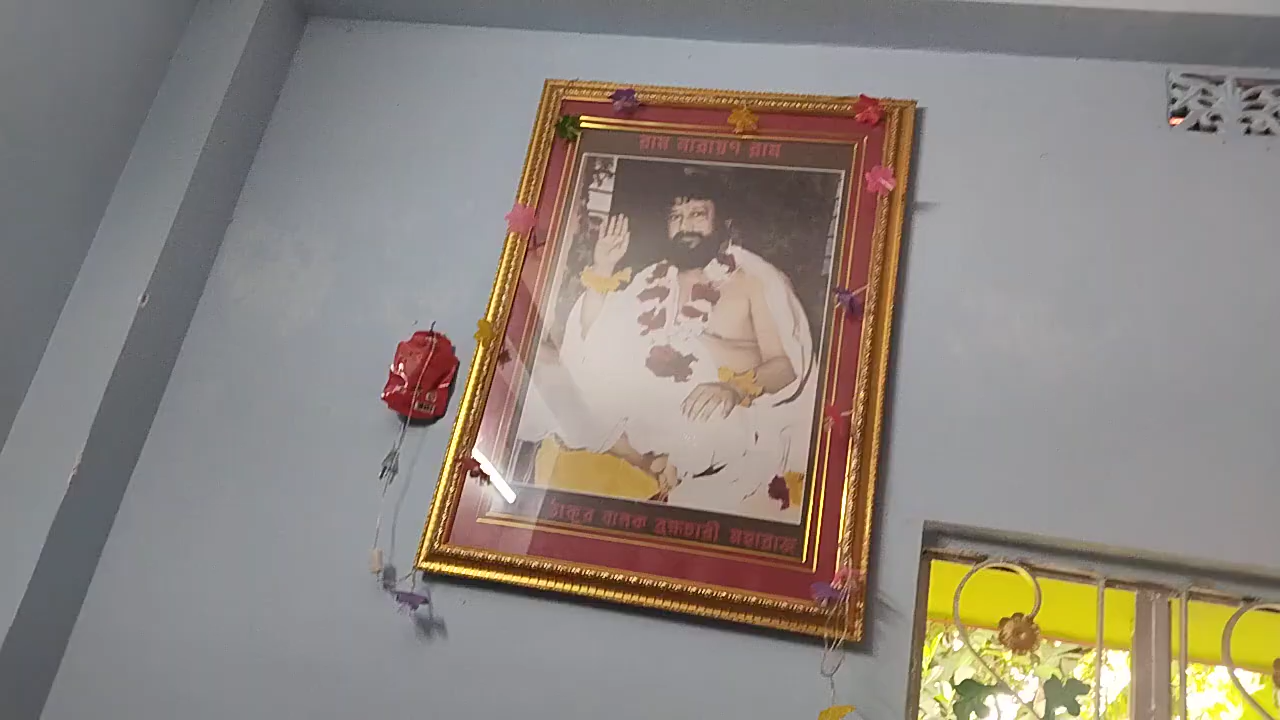 রাম নারায়ণ রাম
ঠাকুর বালক ব্রহ্মচারী মহারাজ